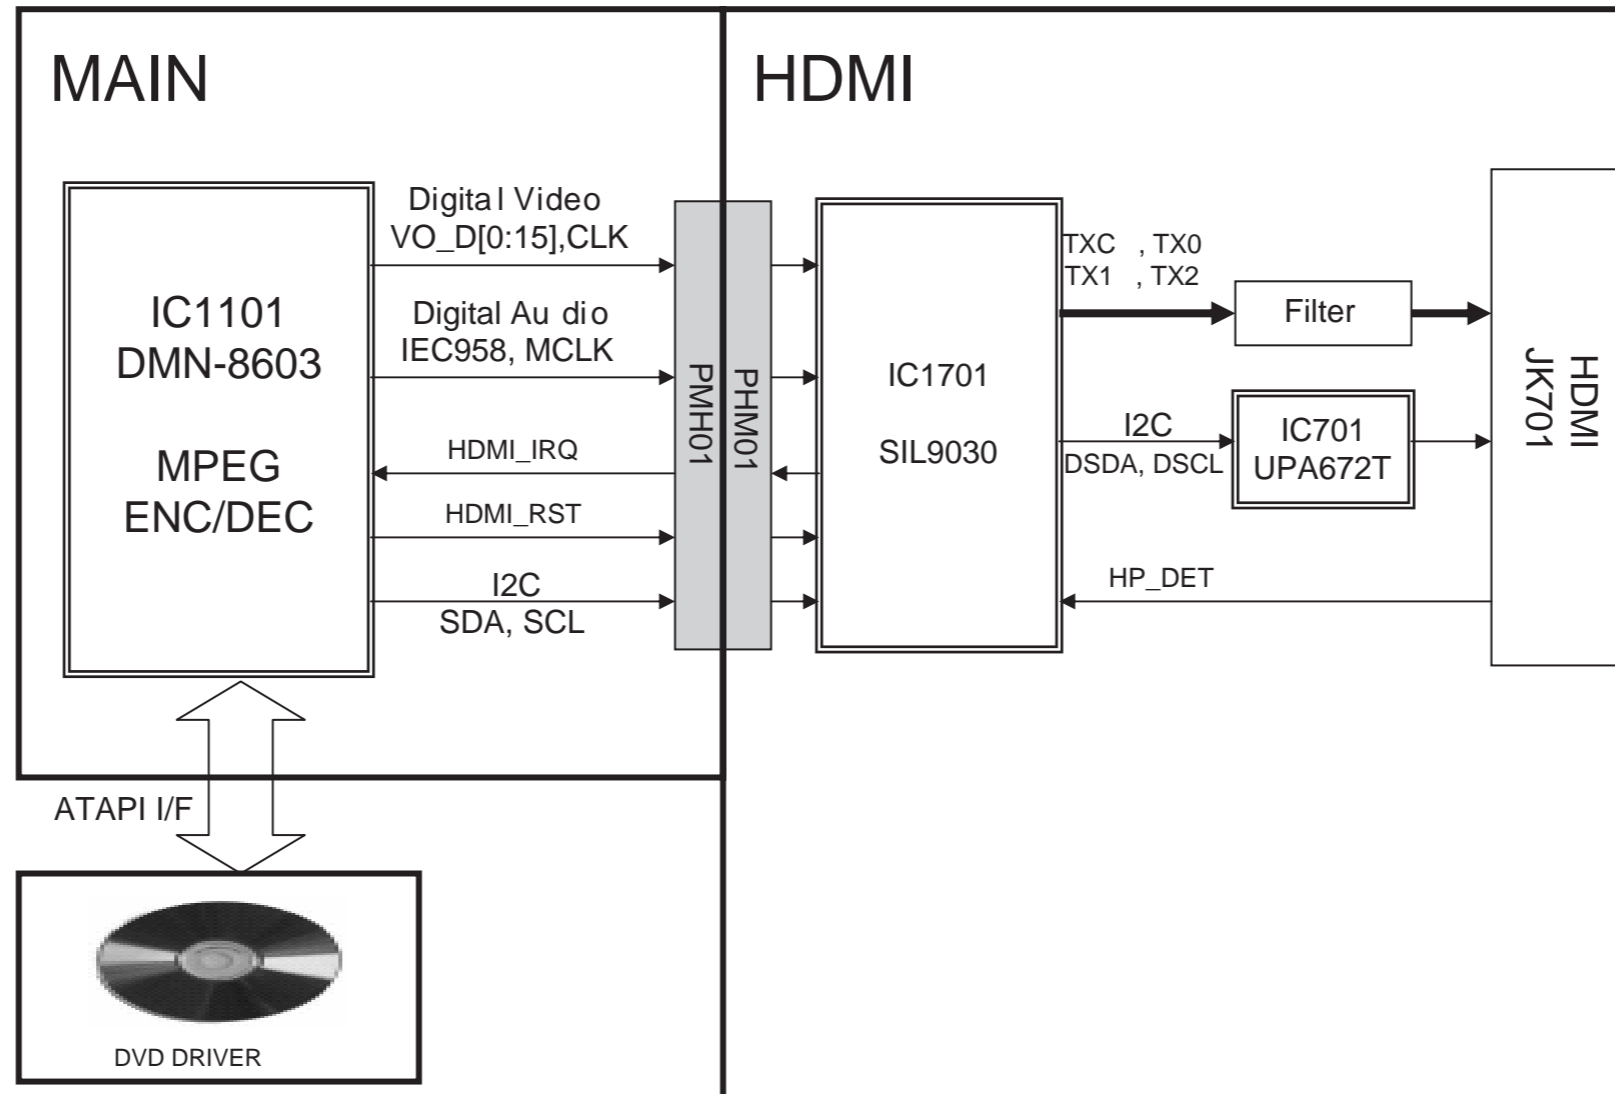 MAIN
HDMI
IC1101
DMN-8603
MPEG
ENC/DEC
Digital Video
VO_D[0:15],CLK
Digital Au dio
IEC958, MCLK
HDMI_IRQ
HDMI_RST
I2C
SDA, SCL
PMH01
PHM01
IC1701
SIL9030
TXC , TX0
TX1 , TX2
Filter
I2C
DSDA, DSCL
IC701
UPA672T
HP_DET
HDMI
JK701
ATAPI I/F
DVD DRIVER